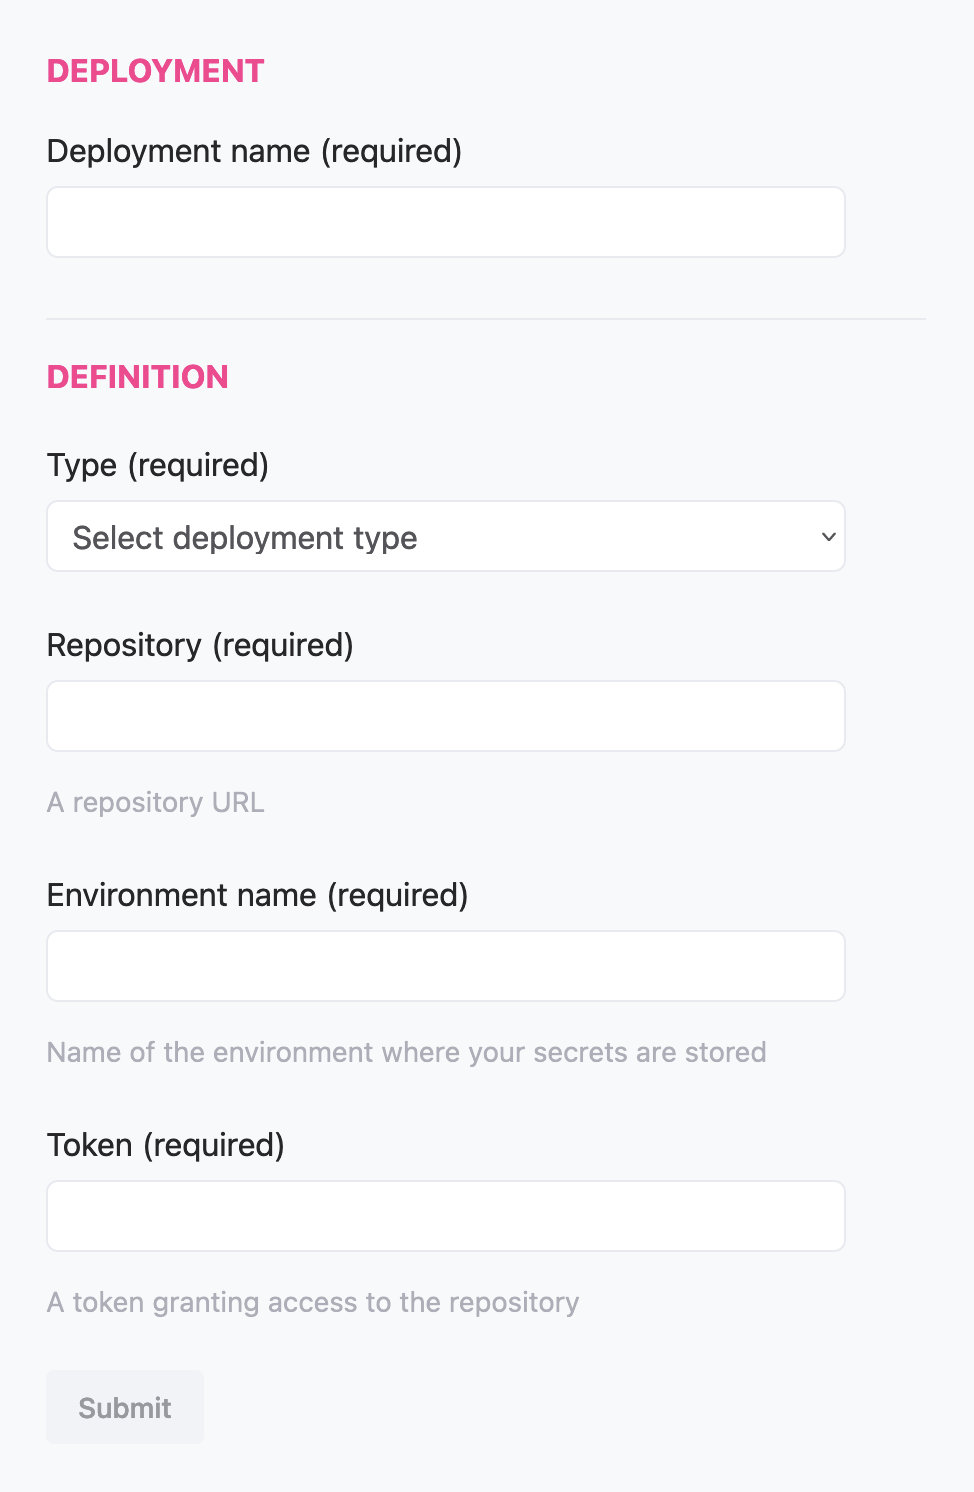 DEPLOYMENT
Deployment name (required)
DEFINITION
Type (required)
Select deployment type
Repository (required)
A repository URL
Environment name (required)
Name of the environment where your secrets are stored
Token (required)
A token granting access to the repository
Submit